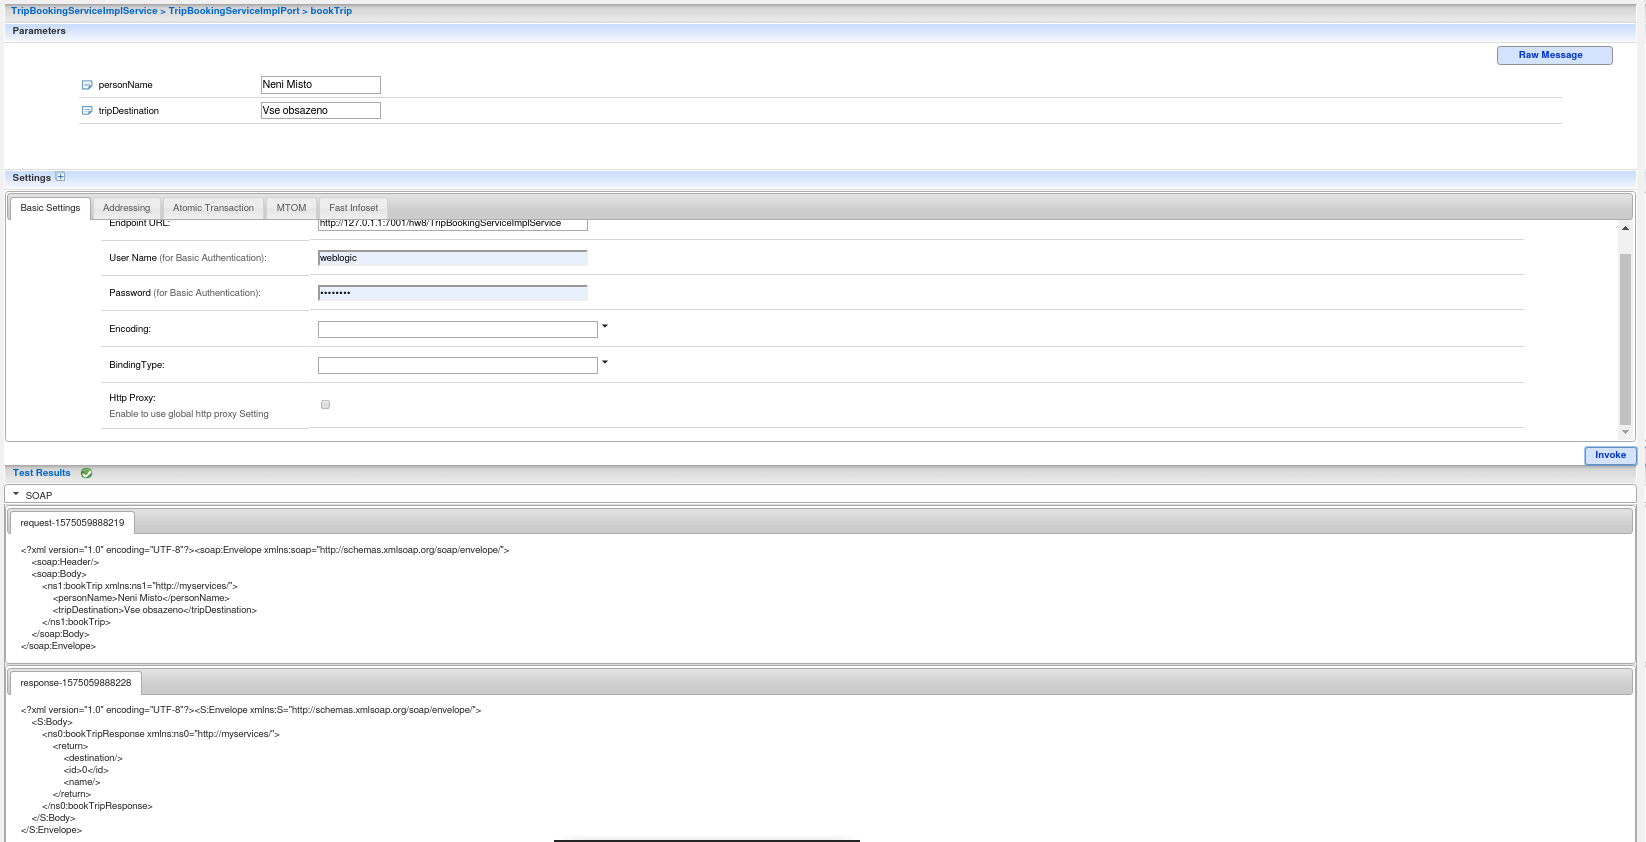 TripBookingServiceImplService > TripBookingServiceImplPort > bookTrip
Parameters
Raw Message
personName Neni Misto
tripDestination Vse obsazeno
Settings
Basic Settings Addressing Atomic Transaction MTOM Fast Infoset
Endpoint URL: http://127.0.1.1:7001/hw8/TripBookingServiceImplService
User Name (for Basic Authentication): weblogic
Password (for Basic Authentication): ••••••••
Encoding:
BindingType:
Http Proxy:
Enable to use global http proxy Setting
Invoke
Test Results
SOAP
request-1575059888219
<?xml version="1.0" encoding="UTF-8"?><soap:Envelope xmlns:soap="http://schemas.xmlsoap.org/soap/envelope/">
<soap:Header/>
<soap:Body>
<ns1:bookTrip xmlns:ns1="http://myservices/">
<personName>Neni Misto</personName>
<tripDestination>Vse obsazeno</tripDestination>
</ns1:bookTrip>
</soap:Body>
</soap:Envelope>
response-1575059888228
<?xml version="1.0" encoding="UTF-8"?><S:Envelope xmlns:S="http://schemas.xmlsoap.org/soap/envelope/">
<S:Body>
<ns0:bookTripResponse xmlns:ns0="http://myservices/">
<return>
<destination/>
<id>0</id>
<name/>
</return>
</ns0:bookTripResponse>
</S:Body>
</S:Envelope>